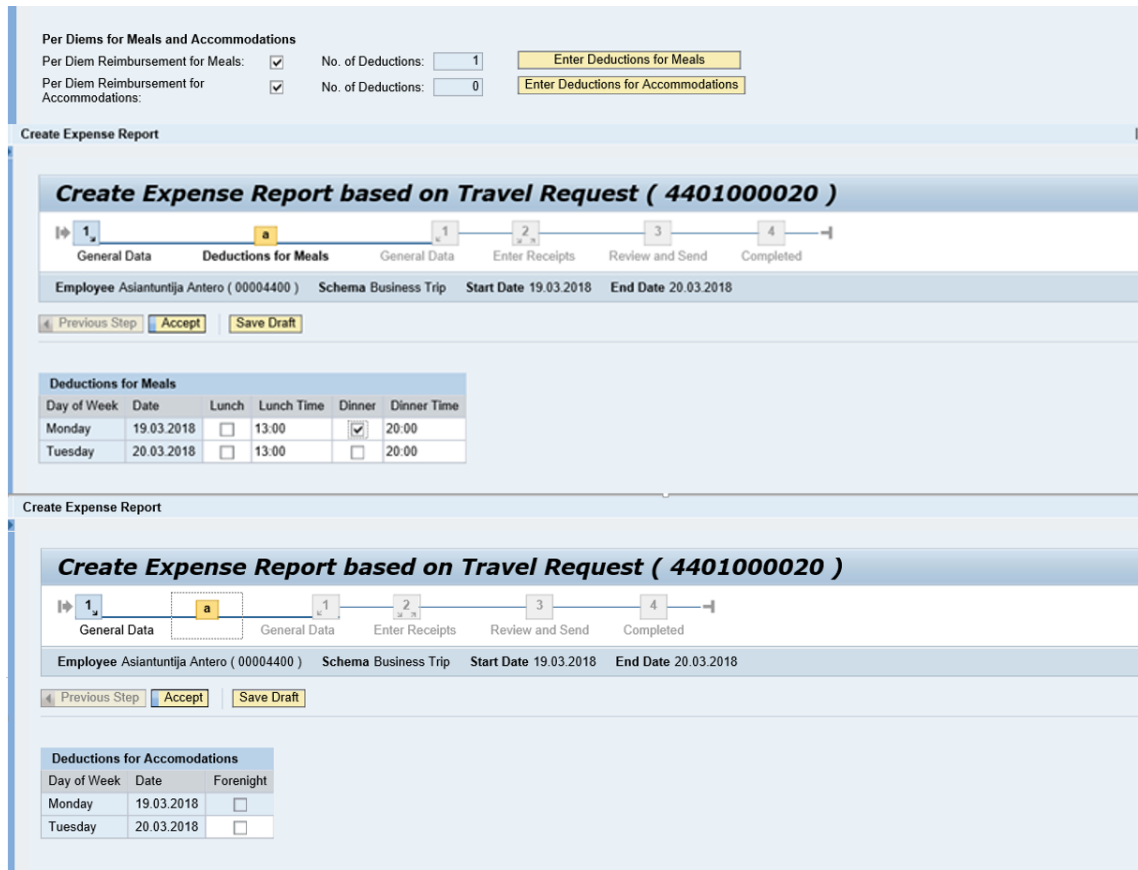 Per Diems for Meals and Accommodations
Per Diem Reimbursement for Meals: No. of Deductions: 1 Enter Deductions for Meals
Per Diem Reimbursement for
Accommodations: No. of Deductions: 0 Enter Deductions for Accommodations
Create Expense Report
Create Expense Report based on Travel Request ( 4401000020 )
1 a 1 2 3 4
General Data Deductions for Meals General Data Enter Receipts Review and Send Completed
Employee Asiantuntija Antero ( 00004400 ) Schema Business Trip Start Date 19.03.2018 End Date 20.03.2018
Previous Step Accept Save Draft
Deductions for Meals
Day of Week Date Lunch Lunch Time Dinner Dinner Time
Monday 19.03.2018 13:00 20:00
Tuesday 20.03.2018 13:00 20:00
Create Expense Report
Create Expense Report based on Travel Request ( 4401000020 )
1 a 1 2 3 4
General Data General Data Enter Receipts Review and Send Completed
Employee Asiantuntija Antero ( 00004400 ) Schema Business Trip Start Date 19.03.2018 End Date 20.03.2018
Previous Step Accept Save Draft
Deductions for Accomodations
Day of Week Date Forenight
Monday 19.03.2018
Tuesday 20.03.2018